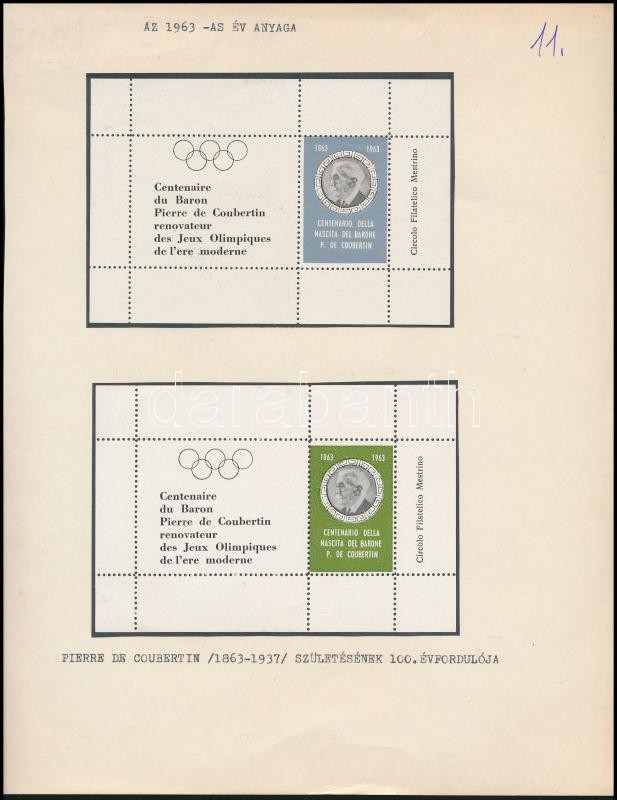 AZ 1963 -AS ÉV ANYAGA
11.
Centenaire
du Baron
Pierre de Coubertin
renovateur
des Jeux Olimpiques
de l'ere moderne
1863 1963
CENTENARIO DELLA
NASCITA DEL BARONE
P. DE COUBERTIN
Circolo Filatelico Mestrino
darabanth
Centenaire
du Baron
Pierre de Coubertin
renovateur
des Jeux Olimpiques
de l'ere moderne
1863 1963
CENTENARIO DELLA
NASCITA DEL BARONE
P. DE COUBERTIN
Circolo Filatelico Mestrino
PIERRE DE COUBERTIN /1863-1937/ SZÜLETÉSÉNEK 100. ÉVFORDULÓJA